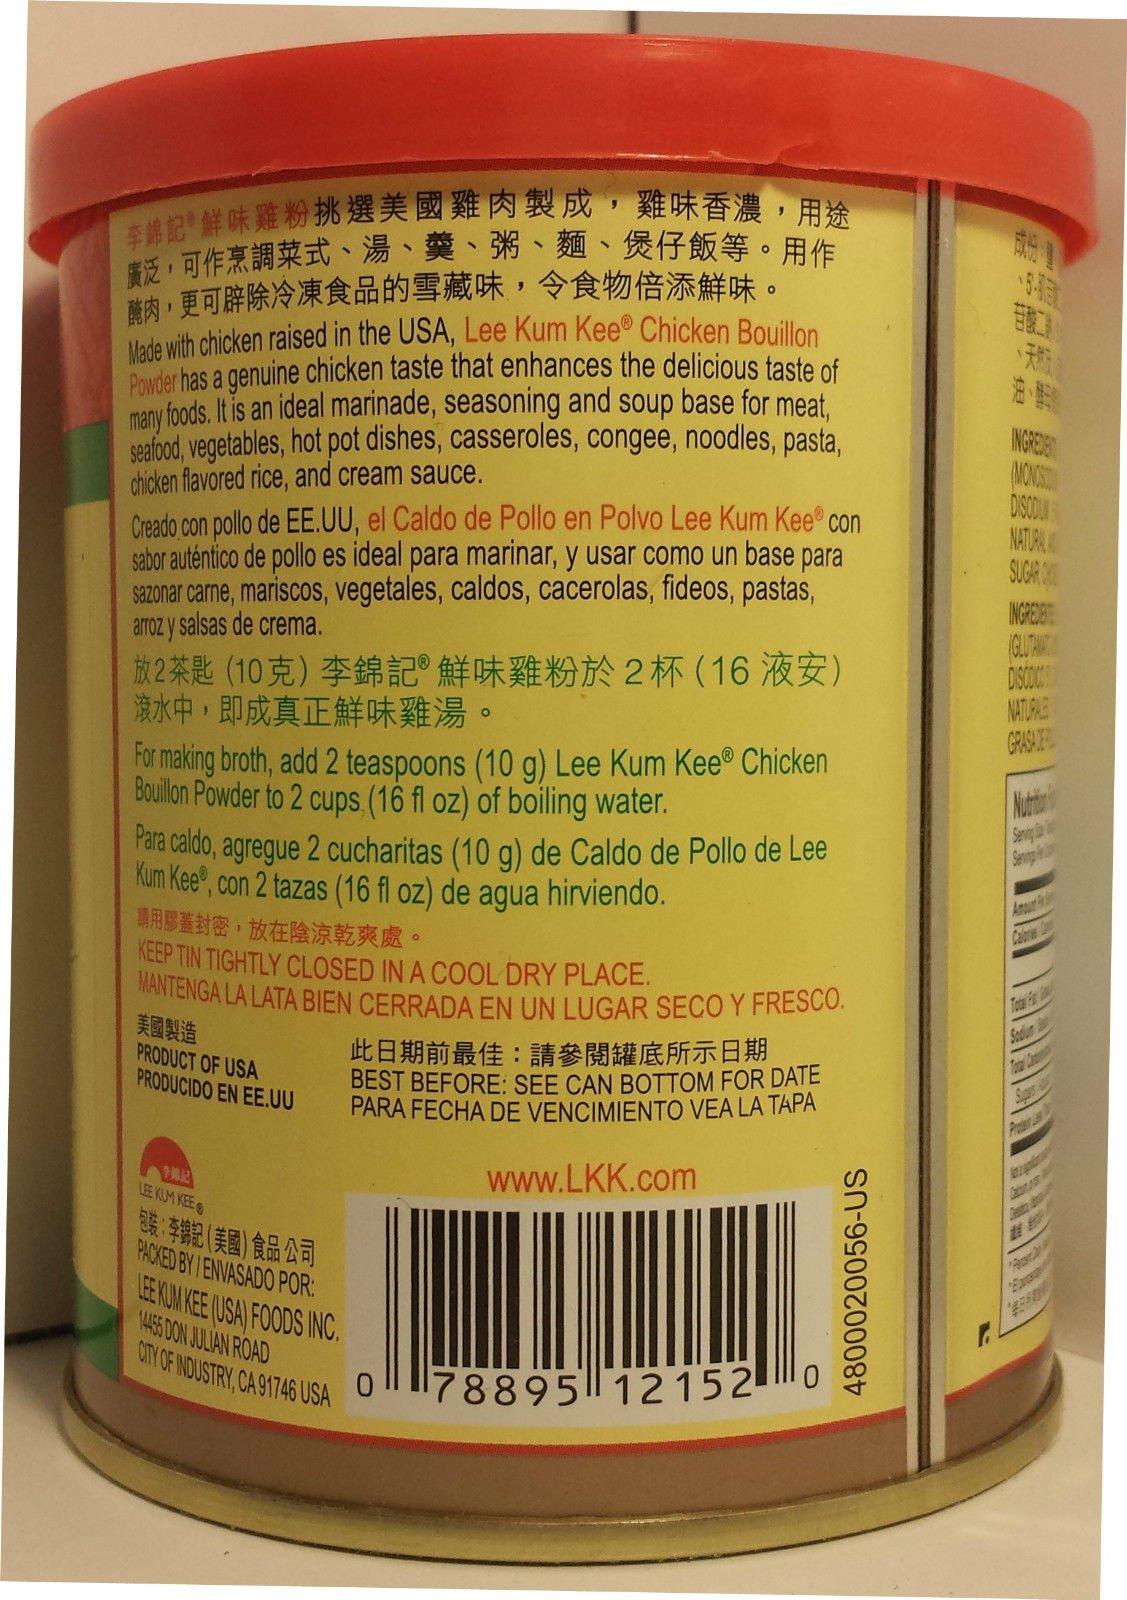 李錦記®鮮味雞粉挑選美國雞肉製成，雞味香濃，用途
廣泛，可作烹調菜式、湯、羹、粥、麵、煲仔飯等。用作
醃肉，更可辟除冷凍食品的雪藏味，令食物倍添鮮味。
Made with chicken raised in the USA, Lee Kum Kee® Chicken Bouillon
Powder has a genuine chicken taste that enhances the delicious taste of
many foods. It is an ideal marinade, seasoning and soup base for meat,
seafood, vegetables, hot pot dishes, casseroles, congee, noodles, pasta,
chicken flavored rice, and cream sauce.
Creado con pollo de EE.UU, el Caldo de Pollo en Polvo Lee Kum Kee® con
sabor auténtico de pollo es ideal para marinar, y usar como un base para
sazonar carne, mariscos, vegetales, caldos, cacerolas, fideos, pastas,
arroz y salsas de crema.
放2茶匙 (10克) 李錦記®鮮味雞粉於2杯 (16 液安)
滾水中，即成真正鮮味雞湯。
For making broth, add 2 teaspoons (10 g) Lee Kum Kee® Chicken
Bouillon Powder to 2 cups (16 fl oz) of boiling water.
Para caldo, agregue 2 cucharitas (10 g) de Caldo de Pollo de Lee
Kum Kee®, con 2 tazas (16 fl oz) de agua hirviendo.
請用膠蓋封密，放在陰涼乾爽處。
KEEP TIN TIGHTLY CLOSED IN A COOL DRY PLACE.
MANTENGA LA LATA BIEN CERRADA EN UN LUGAR SECO Y FRESCO.
美國製造
PRODUCT OF USA
PRODUCIDO EN EE.UU
此日期前最佳：請參閱罐底所示日期
BEST BEFORE: SEE CAN BOTTOM FOR DATE
PARA FECHA DE VENCIMIENTO VEA LA TAPA
李錦記
LEE KUM KEE®
包裝：李錦記(美國)食品公司
PACKED BY / ENVASADO POR:
LEE KUM KEE (USA) FOODS INC.
14455 DON JULIAN ROAD
CITY OF INDUSTRY, CA 91746 USA
www.LKK.com
0 78895 12152 0
4800020056-US
成份
DISODIUM
NATURAL
SUGAR
Nutrition
Serving
Servings Per
Amount Per
Calories
Total Fat
Sodium
Total
Sugars
Protein